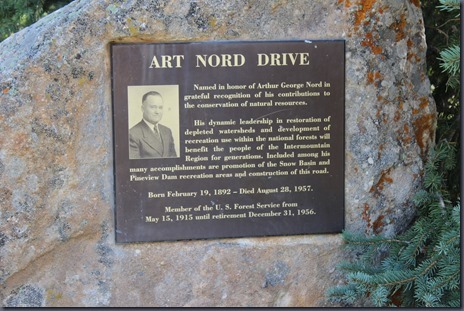 ART NORD DRIVE
Named in honor of Arthur George Nord in
grateful recognition of his contributions to
the conservation of natural resources.
His dynamic leadership in restoration of
depleted watersheds and development of
recreation use within the national forests will
benefit the people of the Intermountain
Region for generations. Included among his
many accomplishments are promotion of the Snow Basin and
Pineview Dam recreation areas and construction of this road.
Born February 19, 1892 – Died August 28, 1957.
Member of the U. S. Forest Service from
May 15, 1915 until retirement December 31, 1956.